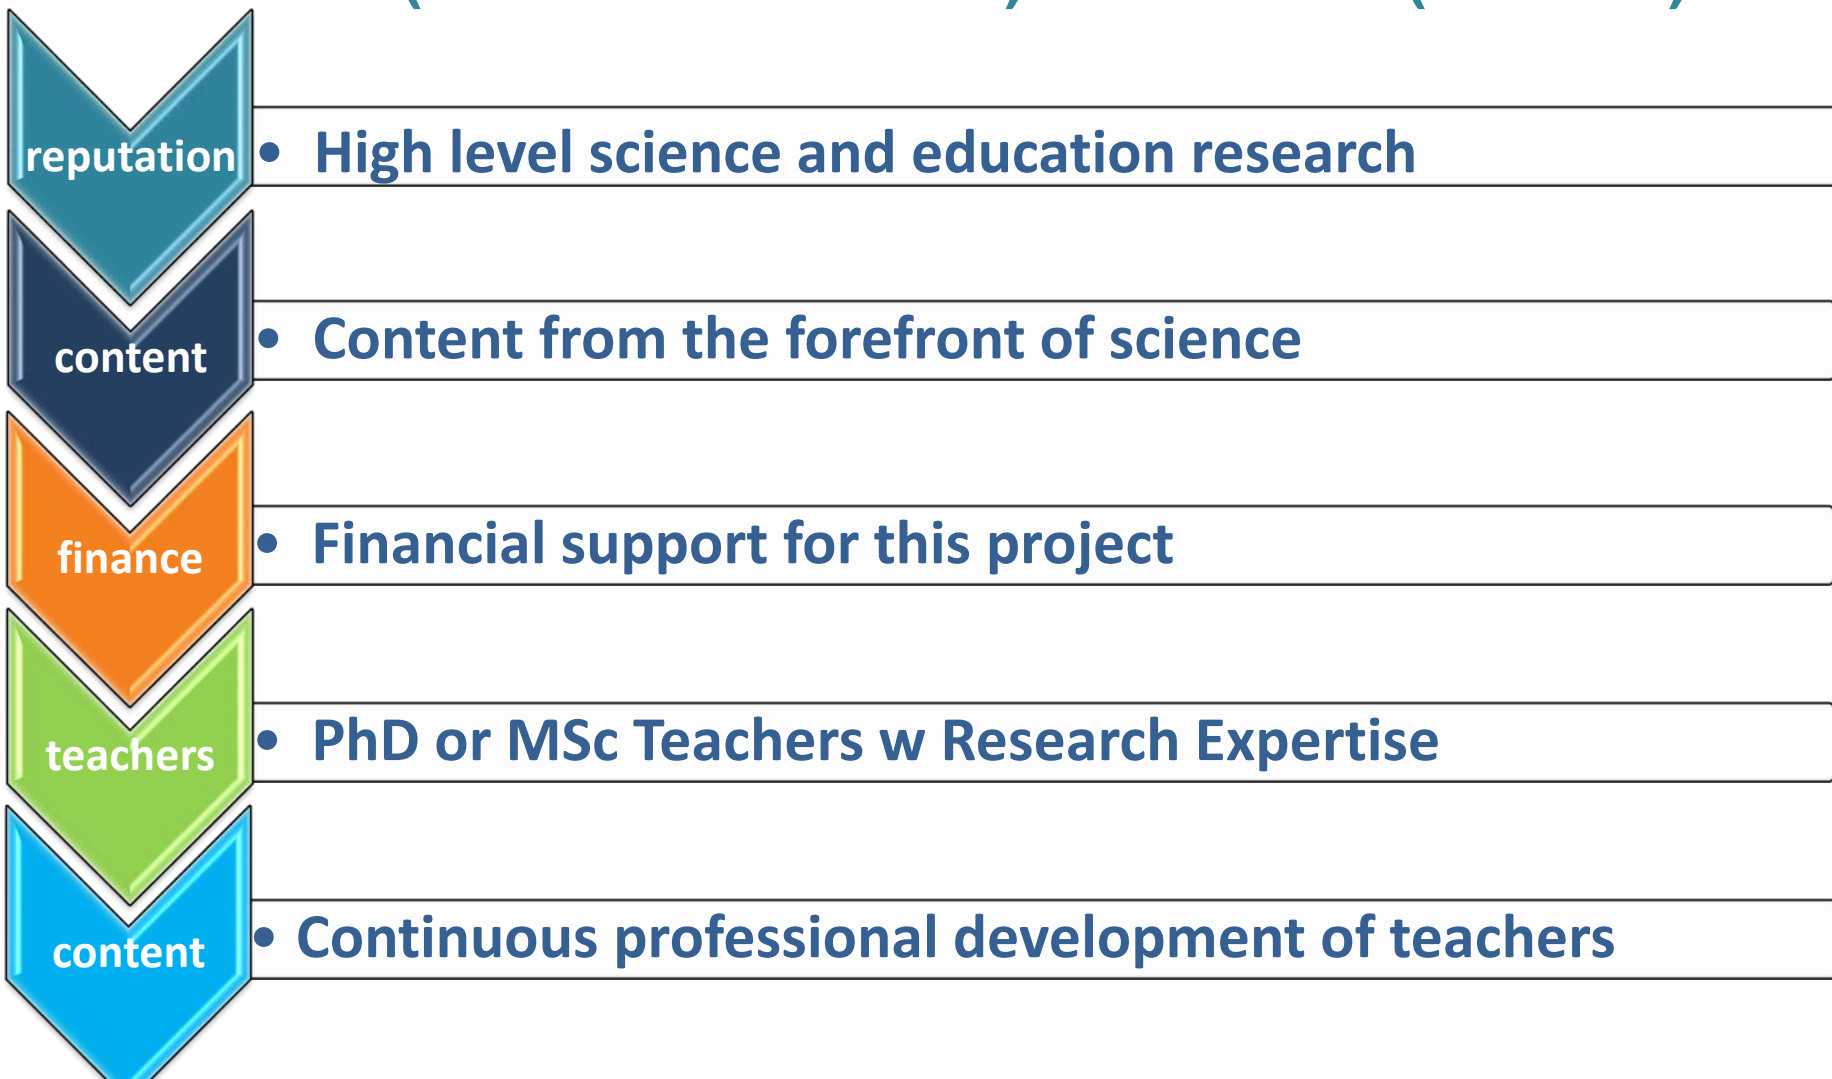 reputation • High level science and education research
content • Content from the forefront of science
finance • Financial support for this project
teachers • PhD or MSc Teachers w Research Expertise
content • Continuous professional development of teachers